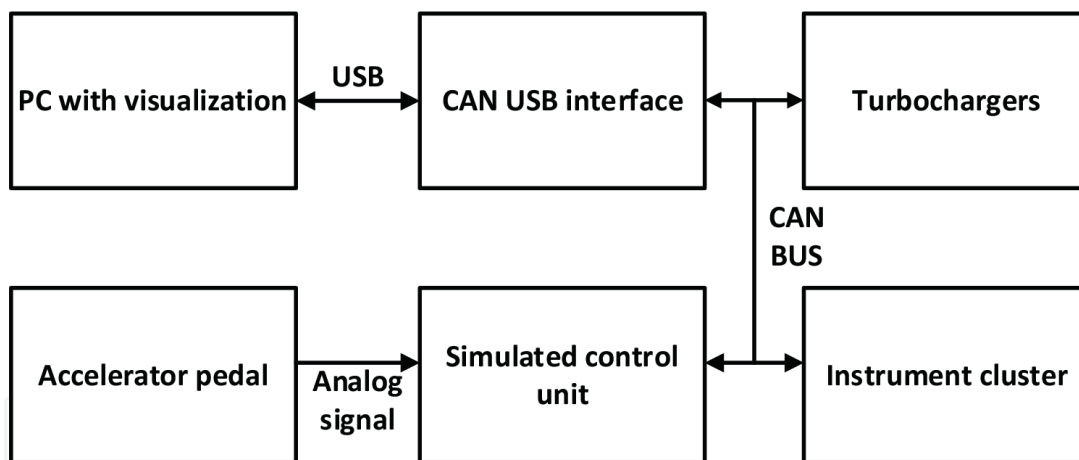 PC with visualization
USB
CAN USB interface
Turbochargers
CAN
BUS
Accelerator pedal
Analog
signal
Simulated control
unit
Instrument cluster